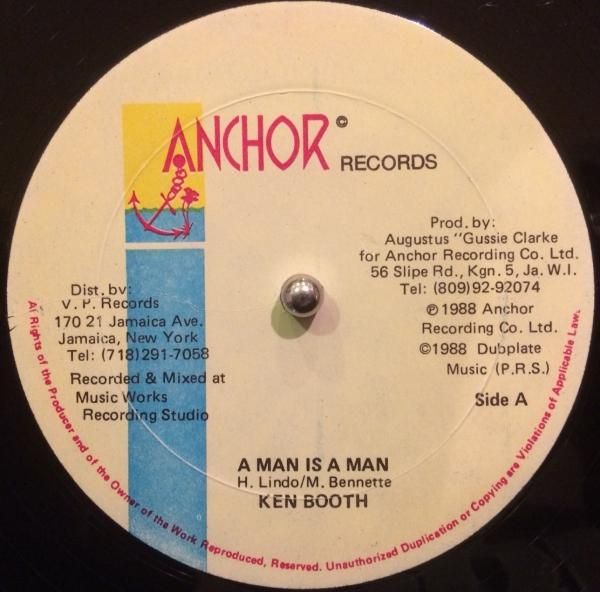 ANCHOR © RECORDS
Prod. by:
Augustus "Gussie Clarke
for Anchor Recording Co. Ltd.
56 Slipe Rd., Kgn. 5, Ja. W.I.
Tel: (809)92-92074
℗ 1988 Anchor
Recording Co. Ltd.
©1988 Dubplate
Music (P.R.S.)
Side A
Dist. by:
V. P. Records
170 21 Jamaica Ave.
Jamaica, New York
Tel: (718)291-7058
Recorded & Mixed at
Music Works
Recording Studio
A MAN IS A MAN
H. Lindo/M. Bennette
KEN BOOTH
All Rights of the Producer and of the Owner of the Work Reproduced, Reserved. Unauthorized Duplication or Copying are Violations of Applicable Laws.